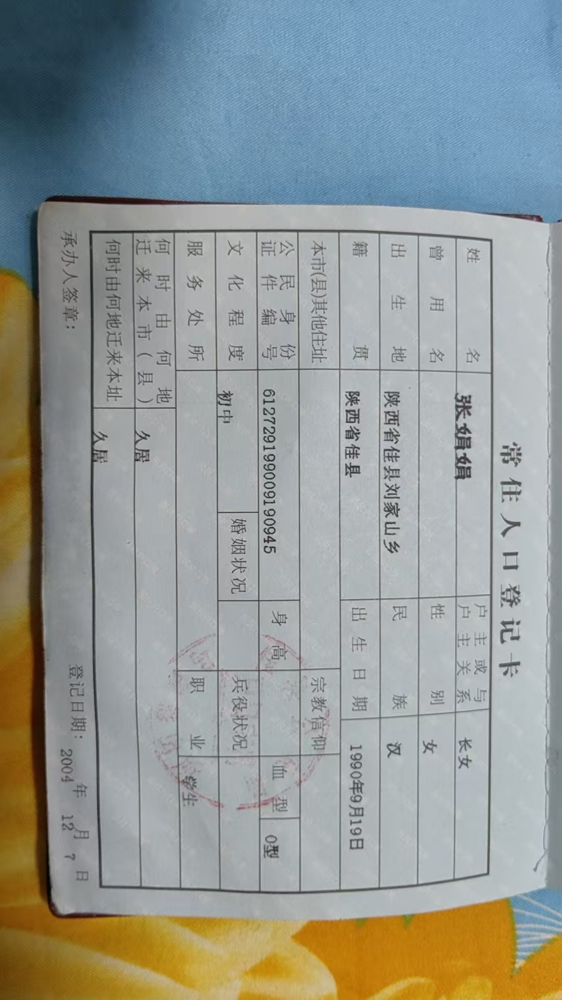 常住人口登记卡
姓名 张娟娟 户主或与户主关系 长女
曾用名 性别 女
出生地 陕西省佳县刘家山乡 民族 汉
籍贯 陕西省佳县 出生日期 1990年9月19日
本市(县)其他住址 宗教信仰
公民身份证件编号 612729199009190945 身高 血型 O型
文化程度 初中 婚姻状况 兵役状况
服务处所 职业 学生
何时由何地迁来本市(县) 久居
何时由何地迁来本址 久居
承办人签章： 登记日期：2004年12月7日